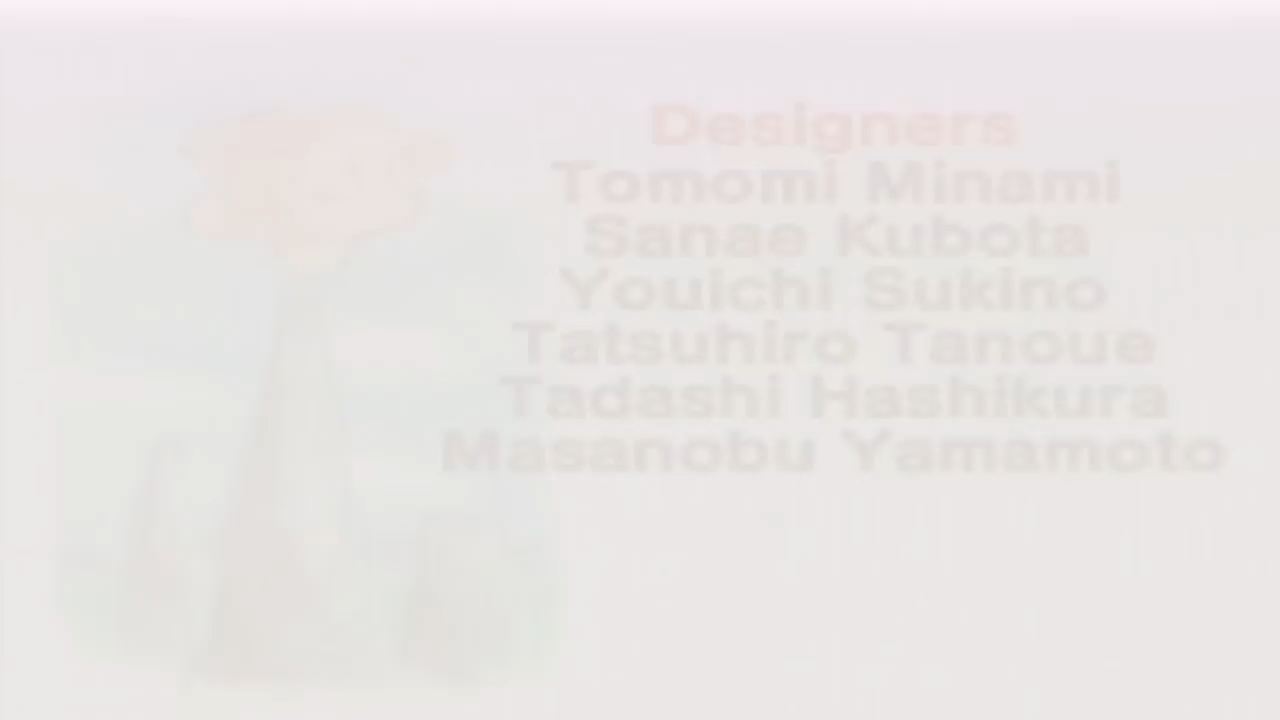 Designers
Tomomi Minami
Sanae Kubota
Youichi Sukino
Tatsuhiro Tanoue
Tadashi Hashikura
Masanobu Yamamoto